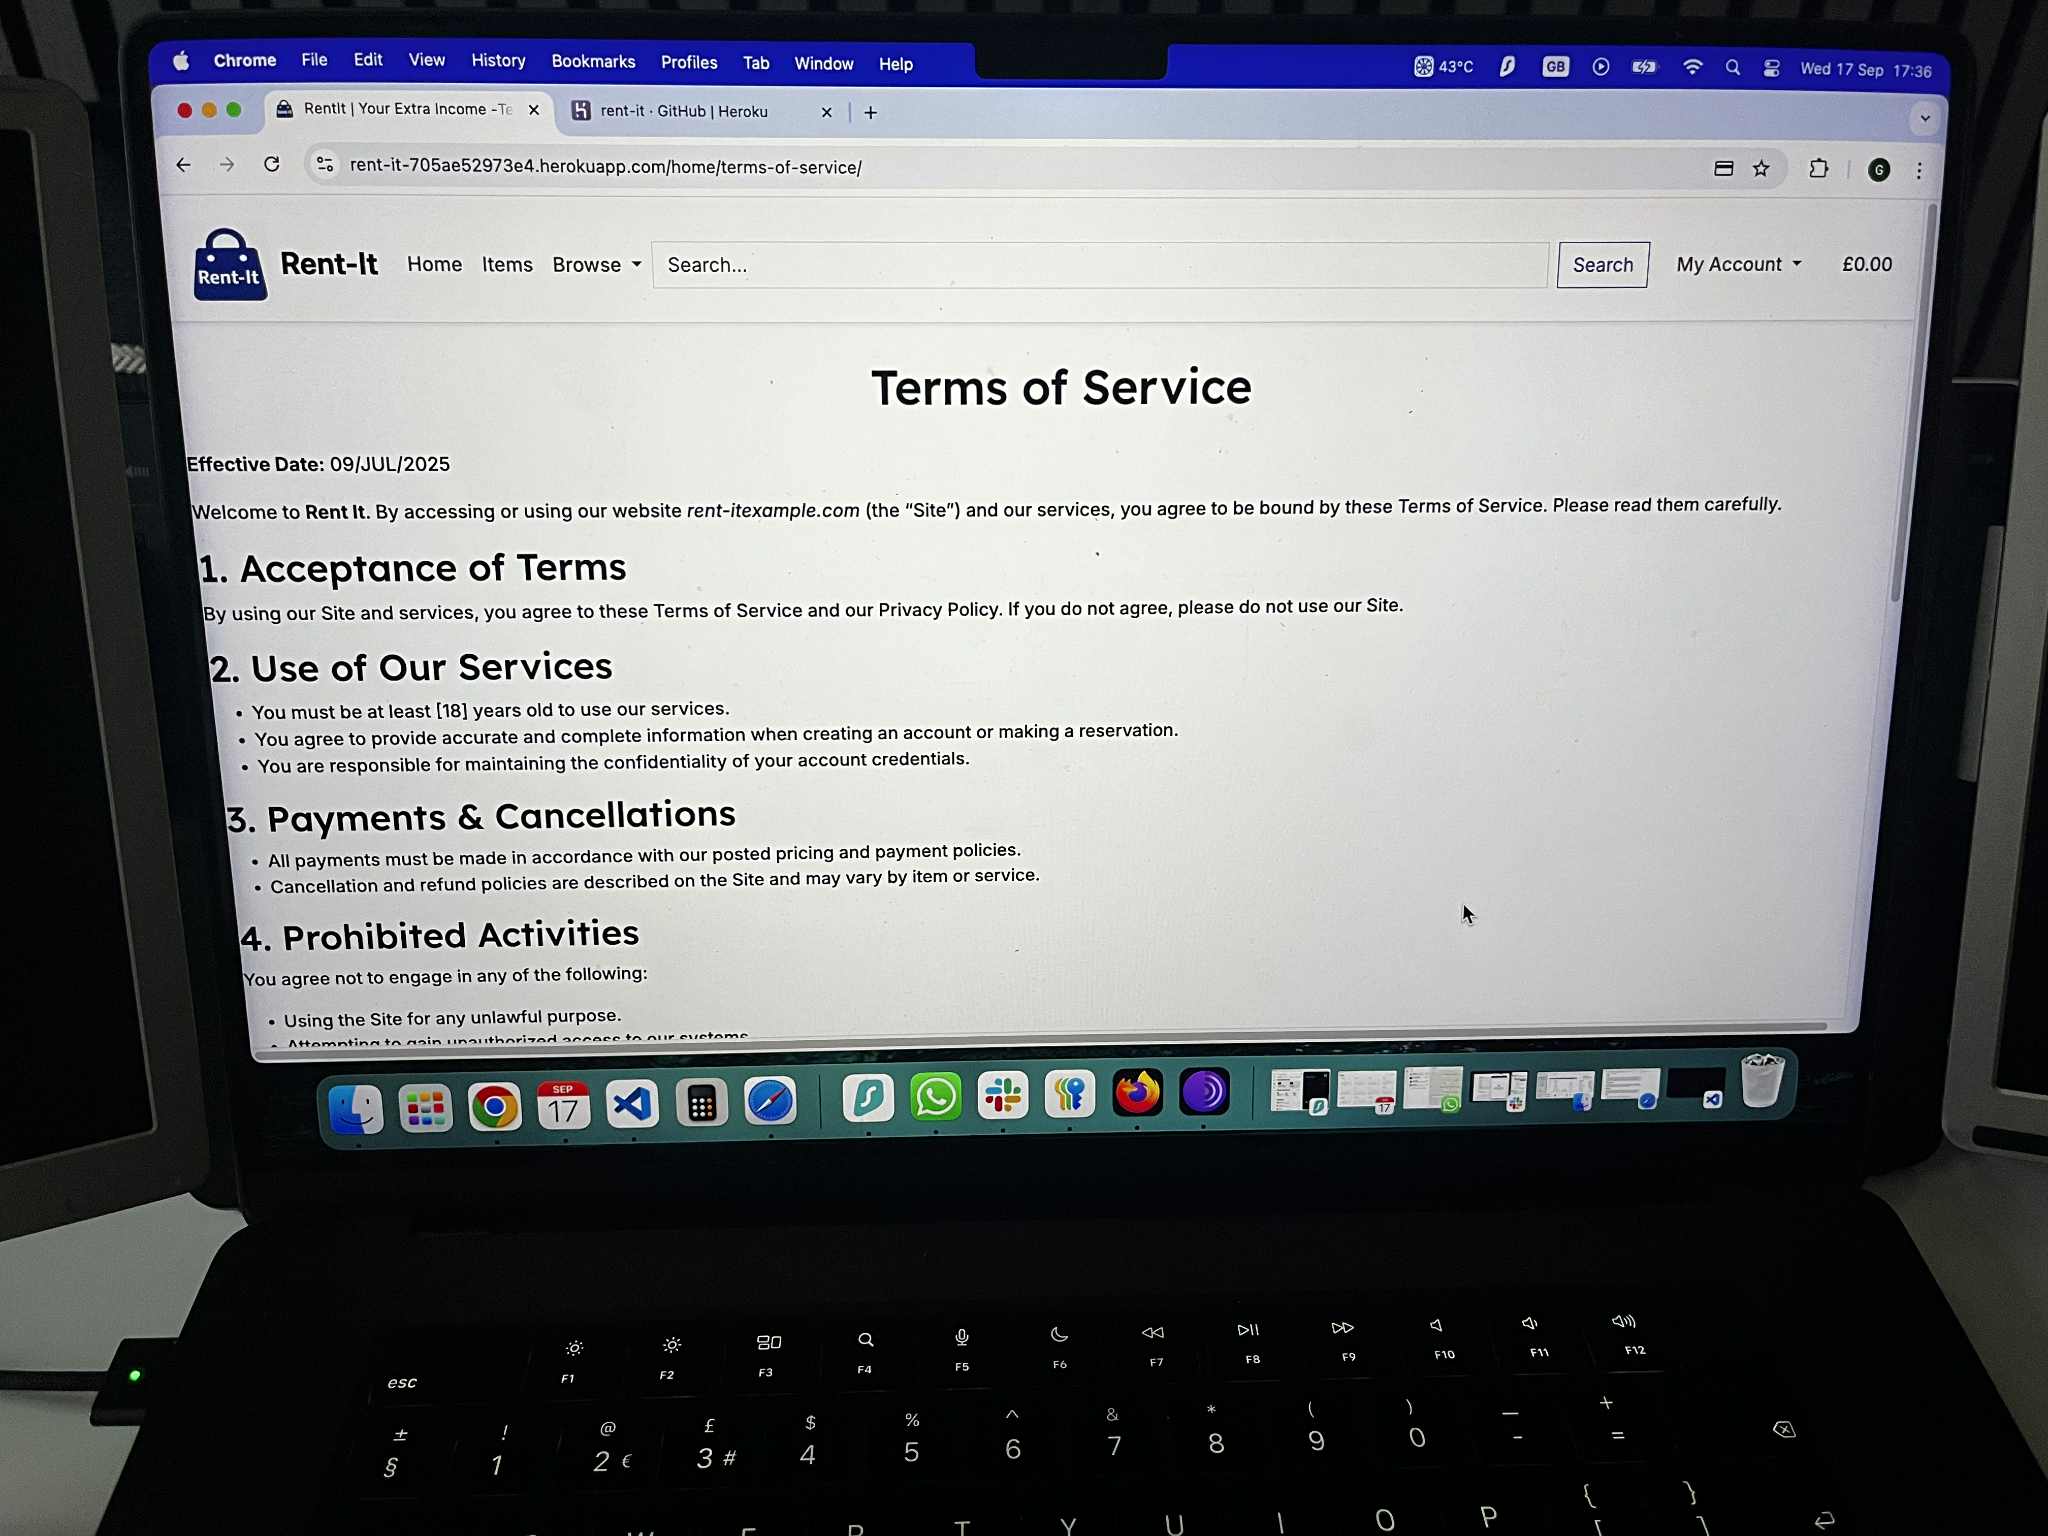 Chrome File Edit View History Bookmarks Profiles Tab Window Help 43°C GB Wed 17 Sep 17:36
RentIt | Your Extra Income -Te rent-it · GitHub | Heroku
rent-it-705ae52973e4.herokuapp.com/home/terms-of-service/ G
Rent-It Rent-It Home Items Browse Search... Search My Account £0.00
Terms of Service
Effective Date: 09/JUL/2025
Welcome to Rent It. By accessing or using our website rent-itexample.com (the “Site”) and our services, you agree to be bound by these Terms of Service. Please read them carefully.
1. Acceptance of Terms
By using our Site and services, you agree to these Terms of Service and our Privacy Policy. If you do not agree, please do not use our Site.
2. Use of Our Services
• You must be at least [18] years old to use our services.
• You agree to provide accurate and complete information when creating an account or making a reservation.
• You are responsible for maintaining the confidentiality of your account credentials.
3. Payments & Cancellations
• All payments must be made in accordance with our posted pricing and payment policies.
• Cancellation and refund policies are described on the Site and may vary by item or service.
4. Prohibited Activities
You agree not to engage in any of the following:
• Using the Site for any unlawful purpose.
• Attempting to gain unauthorized access to our systems
SEP
17
17
esc F1 F2 F3 F4 F5 F6 F7 F8 F9 F10 F11 F12
± ! @ £ $ % ^ & * ( ) — +
§ 1 2 € 3 # 4 5 6 7 8 9 0 - =
{ }
W E R T Y U I O P [ ]